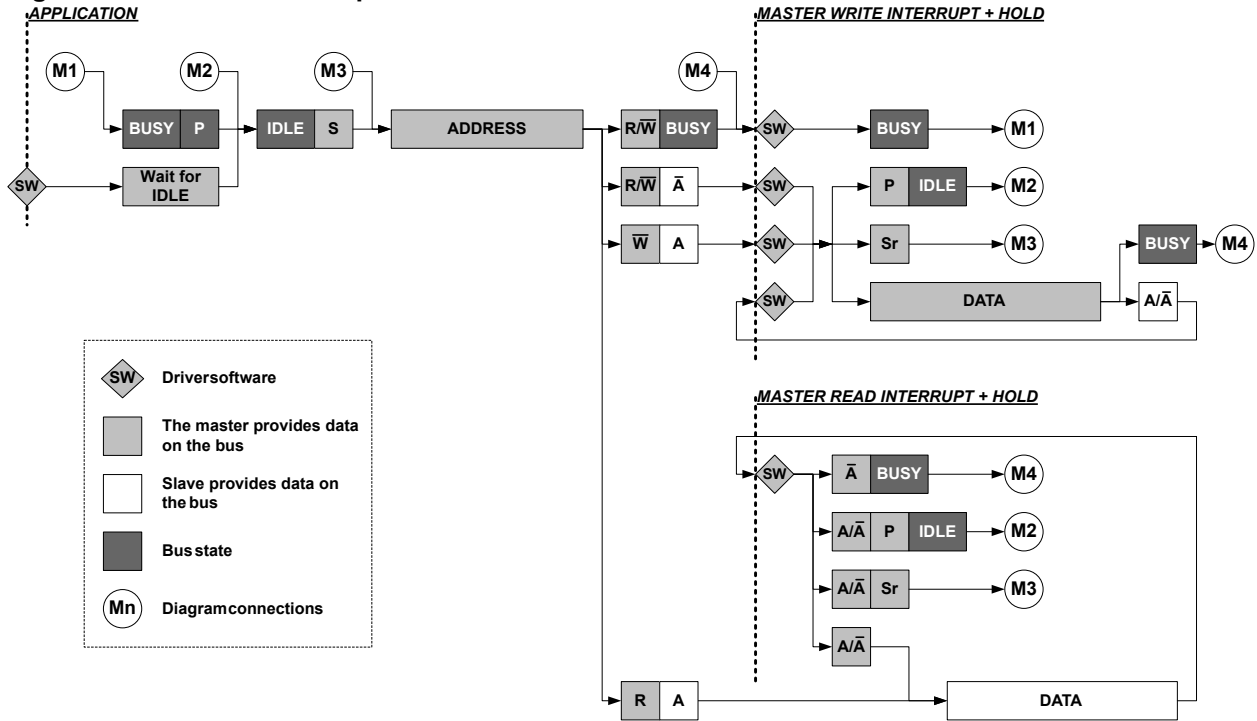 APPLICATION
MASTER WRITE INTERRUPT + HOLD
M1
M2
M3
M4
BUSY P
IDLE S
ADDRESS
R/W̅ BUSY
SW
BUSY
M1
SW
Wait for
IDLE
R/W̅ A̅
SW
P IDLE
M2
W̅ A
SW
Sr
M3
BUSY
M4
SW
DATA
A/A̅
SW Driver software
The master provides data
on the bus
Slave provides data on
the bus
Bus state
Mn Diagram connections
MASTER READ INTERRUPT + HOLD
SW
A̅ BUSY
M4
A/A̅ P IDLE
M2
A/A̅ Sr
M3
A/A̅
R A
DATA